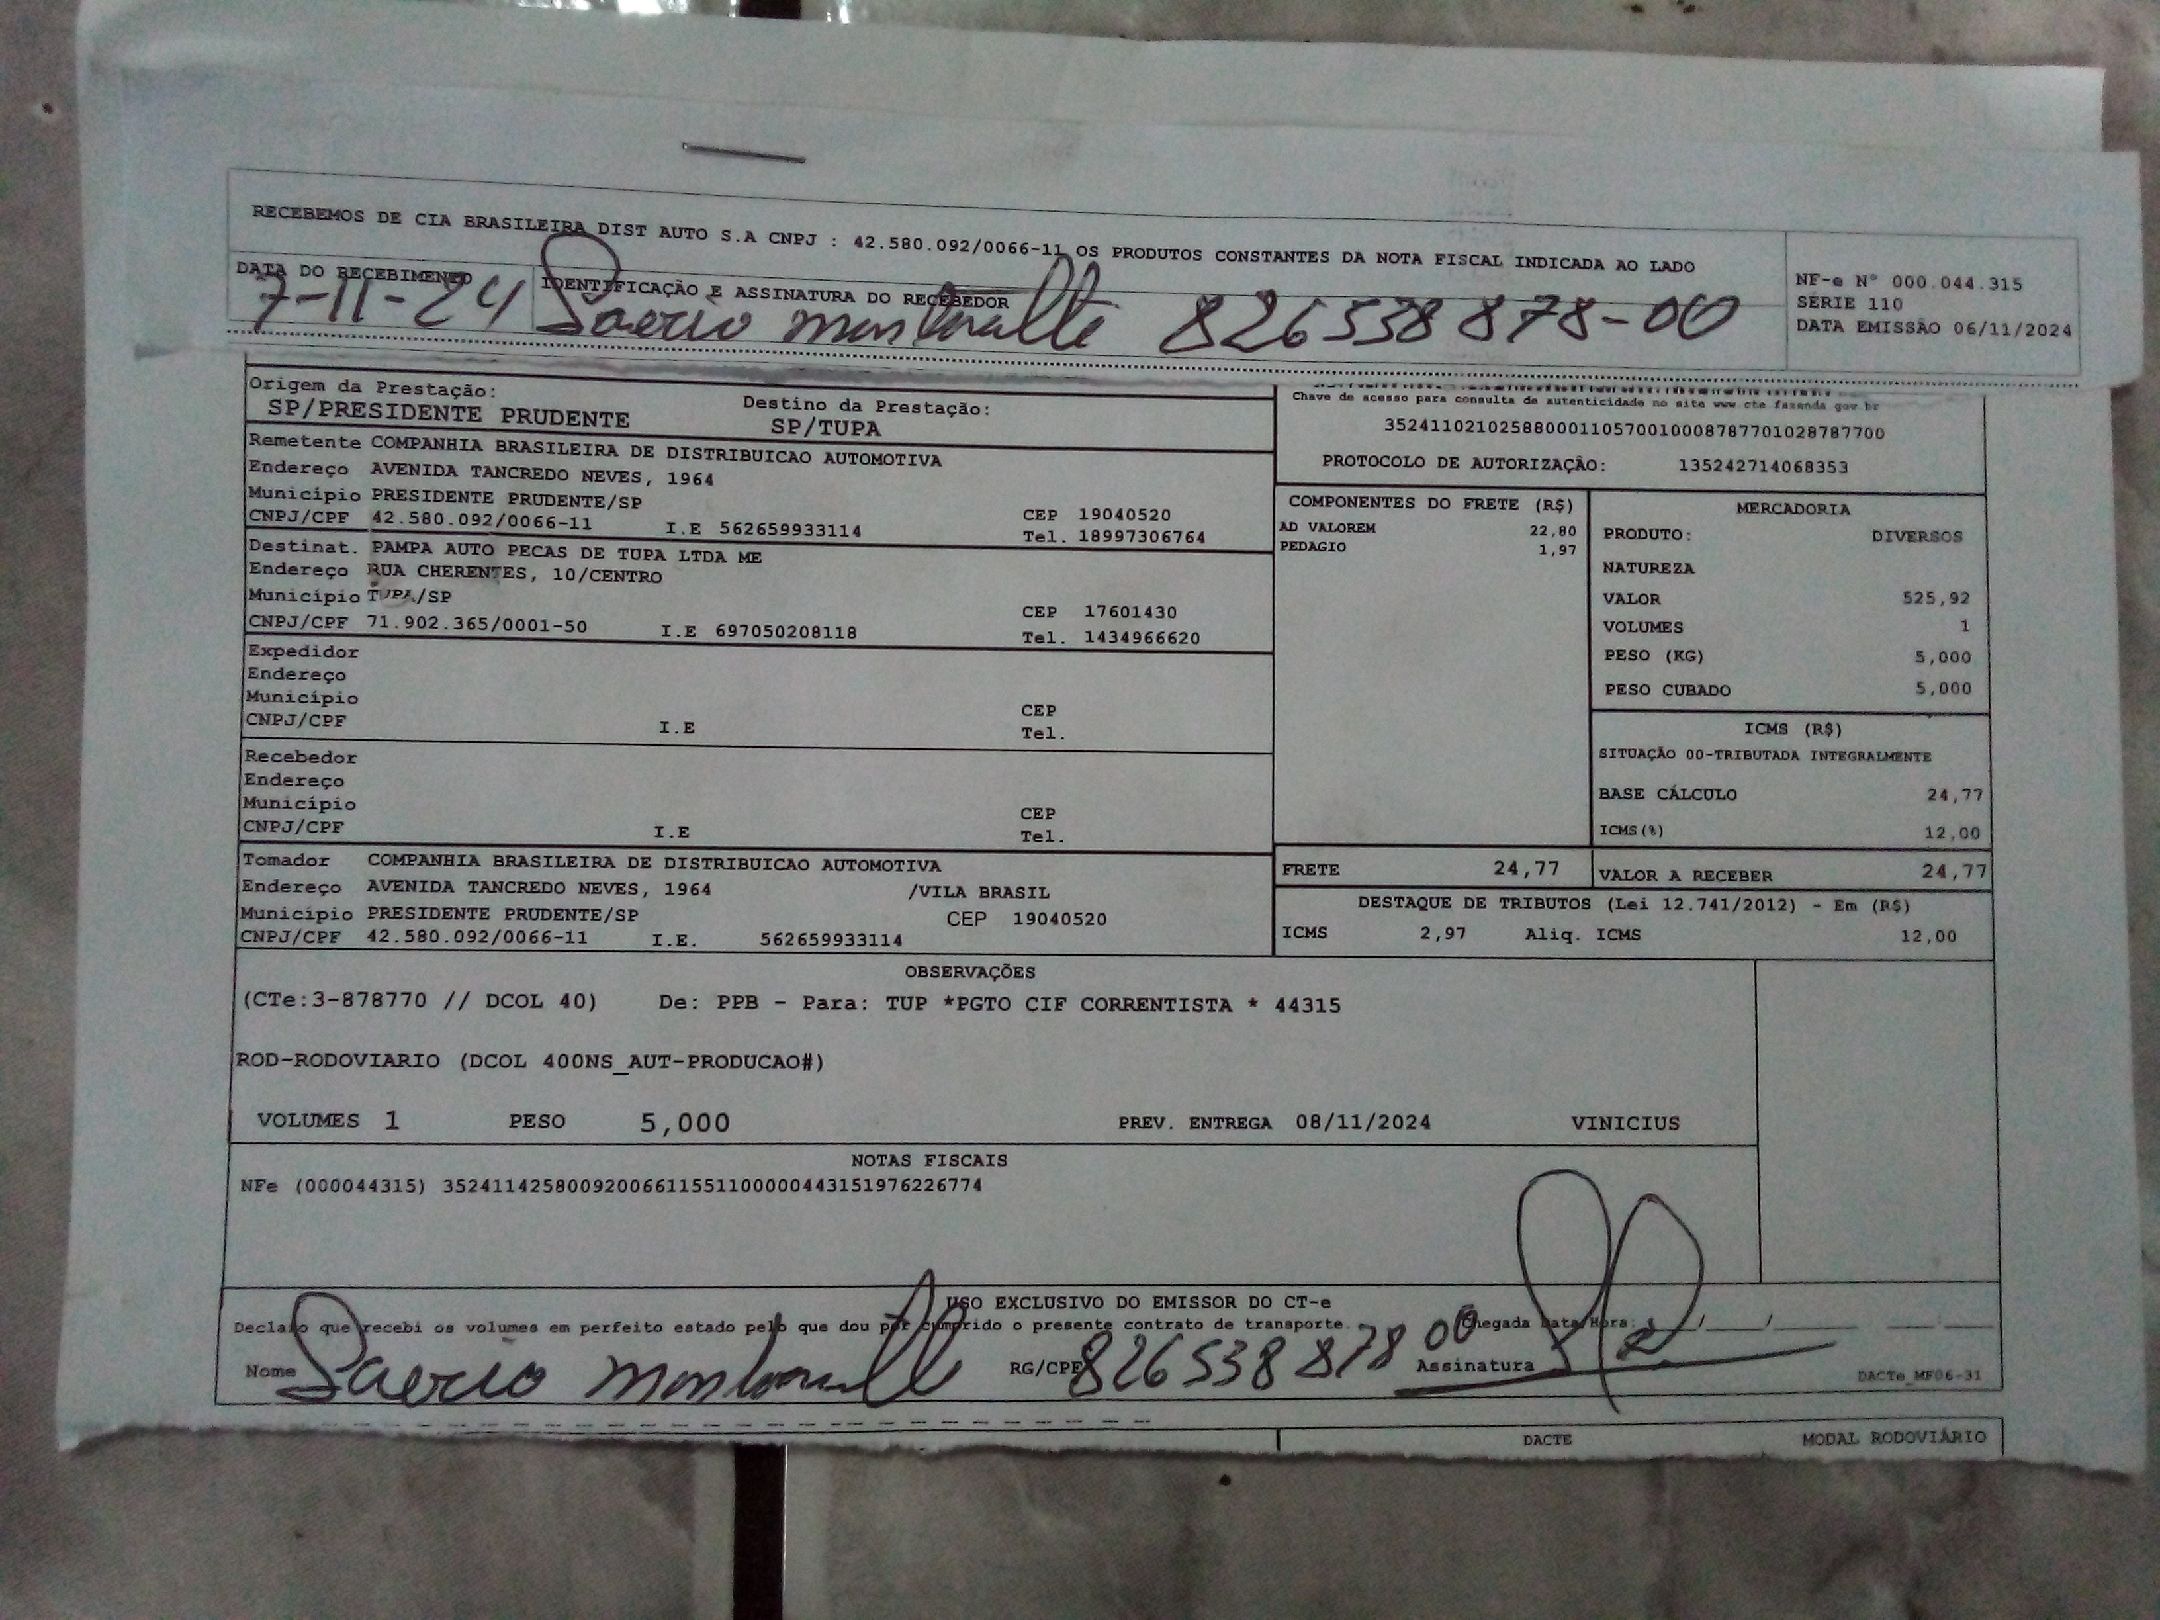 RECEBEMOS DE CIA BRASILEIRA DIST AUTO S.A CNPJ : 42.580.092/0066-11 OS PRODUTOS CONSTANTES DA NOTA FISCAL INDICADA AO LADO
DATA DO RECEBIMENTO
IDENTIFICAÇÃO E ASSINATURA DO RECEBEDOR
7-11-24 826538878-00
NF-e N° 000.044.315
SÉRIE 110
DATA EMISSÃO 06/11/2024
Origem da Prestação:
SP/PRESIDENTE PRUDENTE
Destino da Prestação:
SP/TUPA
Chave de acesso para consulta de autenticidade no site www cte fazenda gov br
35241102102588000110570010008787701028787700
PROTOCOLO DE AUTORIZAÇÃO: 135242714068353
Remetente COMPANHIA BRASILEIRA DE DISTRIBUICAO AUTOMOTIVA
Endereço AVENIDA TANCREDO NEVES, 1964
Município PRESIDENTE PRUDENTE/SP CEP 19040520
CNPJ/CPF 42.580.092/0066-11 I.E 562659933114 Tel. 18997306764
Destinat. PAMPA AUTO PECAS DE TUPA LTDA ME
Endereço RUA CHERENTES, 10/CENTRO
Município TUPA/SP CEP 17601430
CNPJ/CPF 71.902.365/0001-50 I.E 697050208118 Tel. 1434966620
Expedidor
Endereço
Município CEP
CNPJ/CPF I.E Tel.
Recebedor
Endereço
Município CEP
CNPJ/CPF I.E Tel.
Tomador COMPANHIA BRASILEIRA DE DISTRIBUICAO AUTOMOTIVA
Endereço AVENIDA TANCREDO NEVES, 1964 /VILA BRASIL
Município PRESIDENTE PRUDENTE/SP CEP 19040520
CNPJ/CPF 42.580.092/0066-11 I.E. 562659933114
COMPONENTES DO FRETE (R$)
AD VALOREM 22,80
PEDAGIO 1,97
MERCADORIA
PRODUTO: DIVERSOS
NATUREZA
VALOR 525,92
VOLUMES 1
PESO (KG) 5,000
PESO CUBADO 5,000
ICMS (R$)
SITUAÇÃO 00-TRIBUTADA INTEGRALMENTE
BASE CÁLCULO 24,77
ICMS(%) 12,00
FRETE 24,77 VALOR A RECEBER 24,77
DESTAQUE DE TRIBUTOS (Lei 12.741/2012) - Em (R$)
ICMS 2,97 Aliq. ICMS 12,00
OBSERVAÇÕES
(CTe:3-878770 // DCOL 40) De: PPB - Para: TUP *PGTO CIF CORRENTISTA * 44315
ROD-RODOVIARIO (DCOL 400NS_AUT-PRODUCAO#)
VOLUMES 1 PESO 5,000 PREV. ENTREGA 08/11/2024 VINICIUS
NOTAS FISCAIS
NFe (000044315) 35241142580092006611551100000443151976226774
USO EXCLUSIVO DO EMISSOR DO CT-e
Declaro que recebi os volumes em perfeito estado pelo que dou por cumprido o presente contrato de transporte. Chegada Data/Hora: / /
Nome RG/CPF 826538878 00 Assinatura
DACTe_MF06-31
DACTE MODAL RODOVIÁRIO